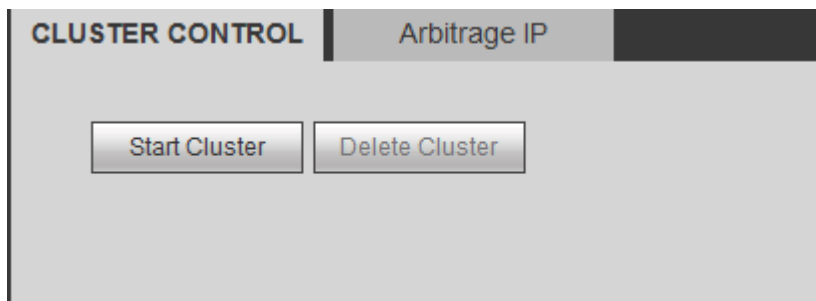 CLUSTER CONTROL Arbitrage IP
Start Cluster Delete Cluster